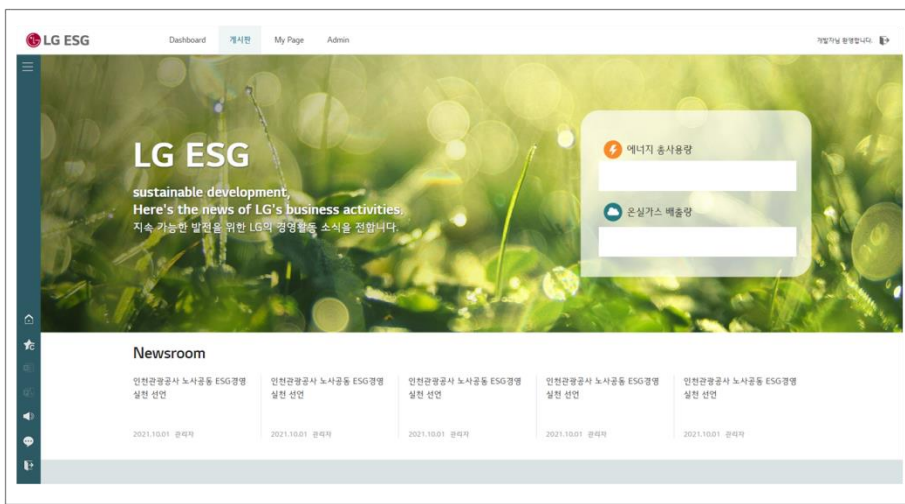 LG ESG
Dashboard 게시판 My Page Admin
개발자님 환영합니다.
LG ESG
sustainable development,
Here's the news of LG's business activities.
지속 가능한 발전을 위한 LG의 경영활동 소식을 전합니다.
에너지 총사용량
온실가스 배출량
Newsroom
인천관광공사 노사공동 ESG경영
실천 선언
2021.10.01 관리자
인천관광공사 노사공동 ESG경영
실천 선언
2021.10.01 관리자
인천관광공사 노사공동 ESG경영
실천 선언
2021.10.01 관리자
인천관광공사 노사공동 ESG경영
실천 선언
2021.10.01 관리자
인천관광공사 노사공동 ESG경영
실천 선언
2021.10.01 관리자